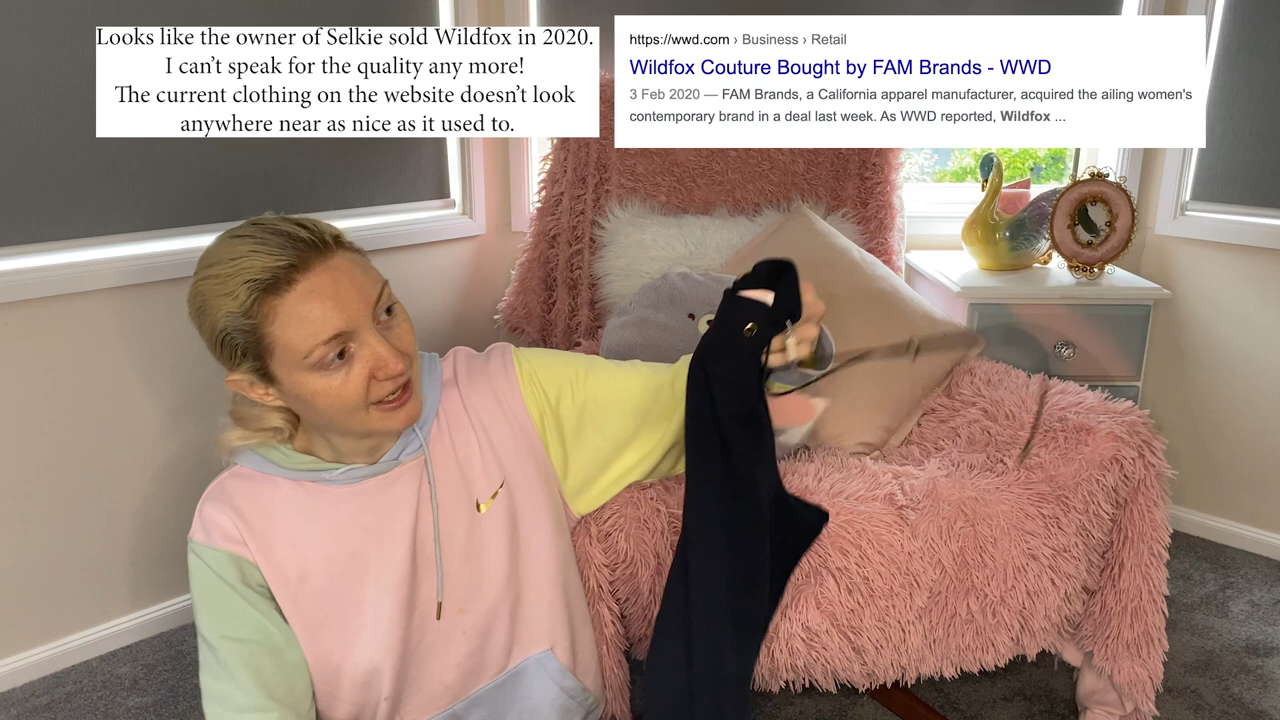 Looks like the owner of Selkie sold Wildfox in 2020.
I can't speak for the quality any more!
The current clothing on the website doesn't look
anywhere near as nice as it used to.
https://wwd.com › Business › Retail
Wildfox Couture Bought by FAM Brands - WWD
3 Feb 2020 — FAM Brands, a California apparel manufacturer, acquired the ailing women's
contemporary brand in a deal last week. As WWD reported, Wildfox ...